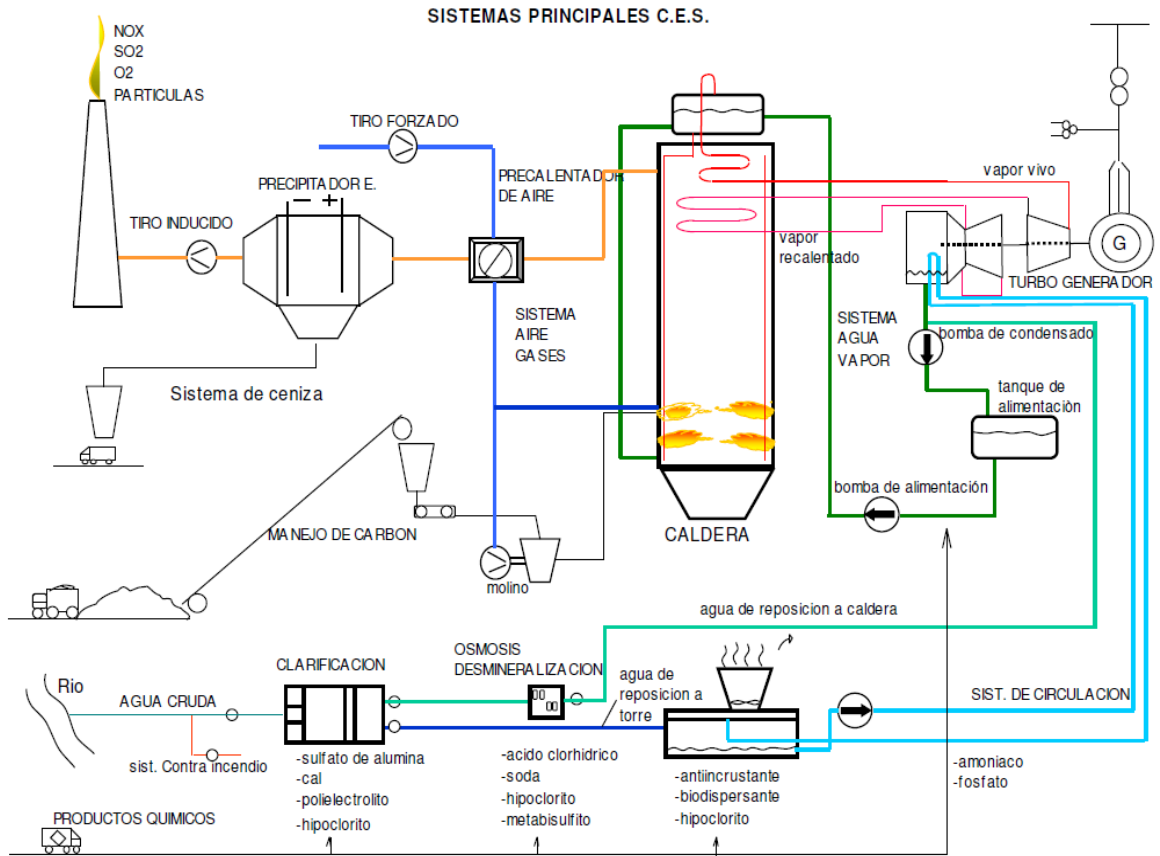 SISTEMAS PRINCIPALES C.E.S.
NOX
SO2
O2
PARTICULAS
TIRO FORZADO
PRECIPITADOR E.
PRECALENTADOR
DE AIRE
TIRO INDUCIDO
vapor vivo
vapor
recalentado
G
TURBO GENERADOR
SISTEMA
AIRE
GASES
SISTEMA
AGUA
VAPOR
bomba de condensado
Sistema de ceniza
tanque de
alimentaciòn
bomba de alimentación
MANEJO DE CARBON
CALDERA
molino
agua de reposicion a caldera
CLARIFICACION
OSMOSIS
DESMINERALIZACION
agua de
reposicion a
torre
Rio
AGUA CRUDA
SIST. DE CIRCULACION
sist. Contra incendio
-sulfato de alumina
-cal
-polielectrolito
-hipoclorito
-acido clorhidrico
-soda
-hipoclorito
-metabisulfito
-antiincrustante
-biodispersante
-hipoclorito
-amoniaco
-fosfato
PRODUCTOS QUIMICOS